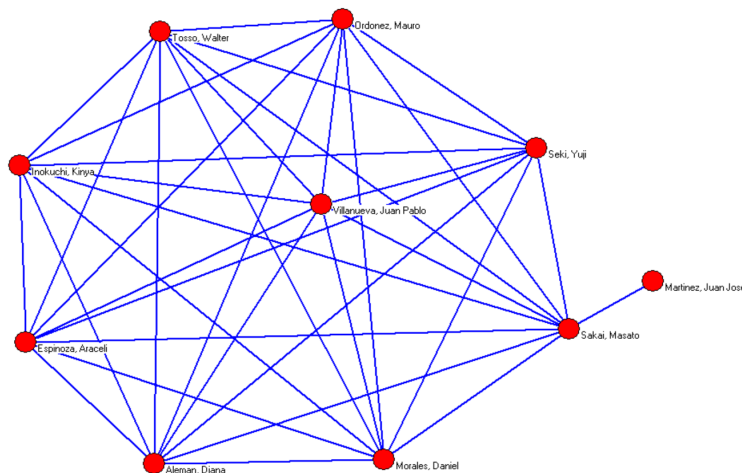 Ordonez, Mauro
Tosso, Walter
Seki, Yuji
Inokuchi, Kinya
Villanueva, Juan Pablo
Martinez, Juan Jose
Sakai, Masato
Espinoza, Araceli
Morales, Daniel
Aleman, Diana